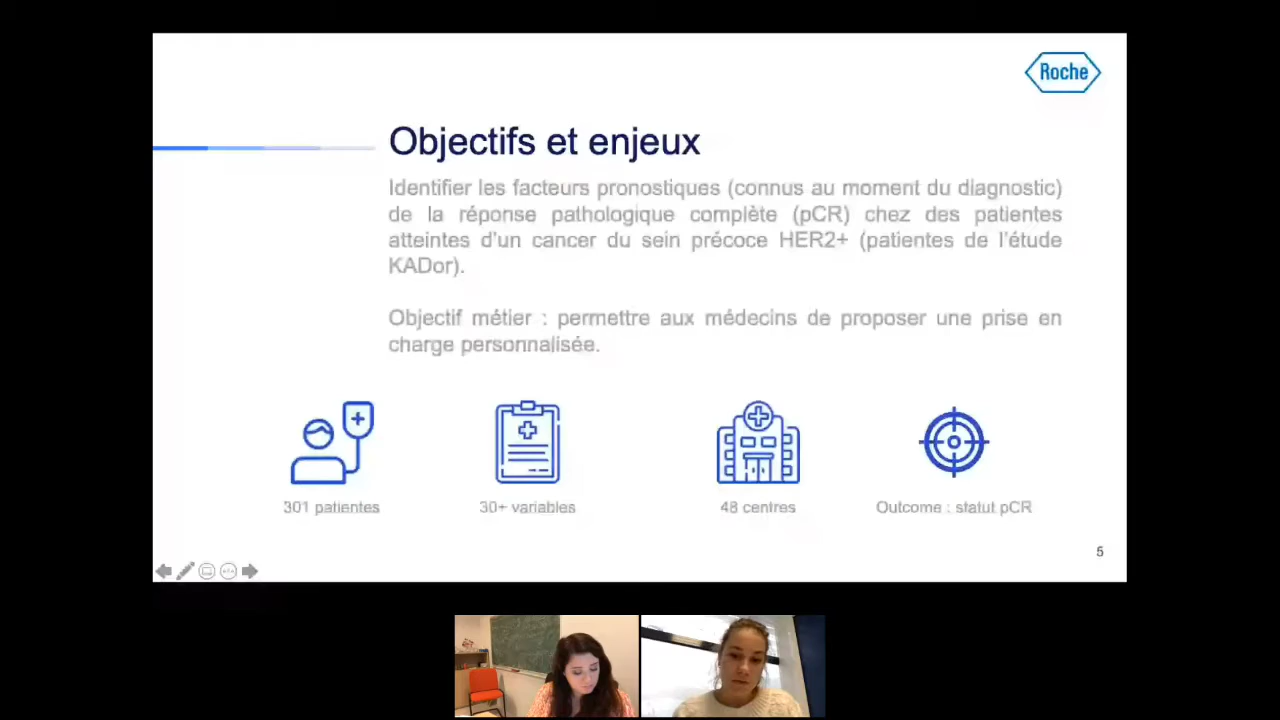 Roche
Objectifs et enjeux
Identifier les facteurs pronostiques (connus au moment du diagnostic)
de la réponse pathologique complète (pCR) chez des patientes
atteintes d'un cancer du sein précoce HER2+ (patientes de l'étude
KADor).
Objectif métier : permettre aux médecins de proposer une prise en
charge personnalisée.
301 patientes
30+ variables
48 centres
Outcome : statut pCR
5